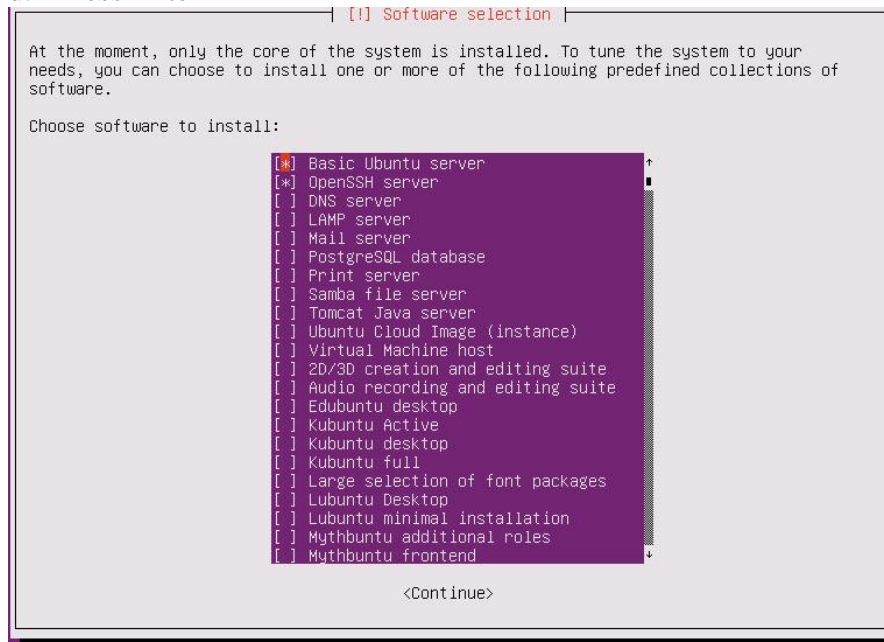 [!] Software selection
At the moment, only the core of the system is installed. To tune the system to your
needs, you can choose to install one or more of the following predefined collections of
software.
Choose software to install:
[*] Basic Ubuntu server
[*] OpenSSH server
[ ] DNS server
[ ] LAMP server
[ ] Mail server
[ ] PostgreSQL database
[ ] Print server
[ ] Samba file server
[ ] Tomcat Java server
[ ] Ubuntu Cloud Image (instance)
[ ] Virtual Machine host
[ ] 2D/3D creation and editing suite
[ ] Audio recording and editing suite
[ ] Edubuntu desktop
[ ] Kubuntu Active
[ ] Kubuntu desktop
[ ] Kubuntu full
[ ] Large selection of font packages
[ ] Lubuntu Desktop
[ ] Lubuntu minimal installation
[ ] Mythbuntu additional roles
[ ] Mythbuntu frontend
<Continue>